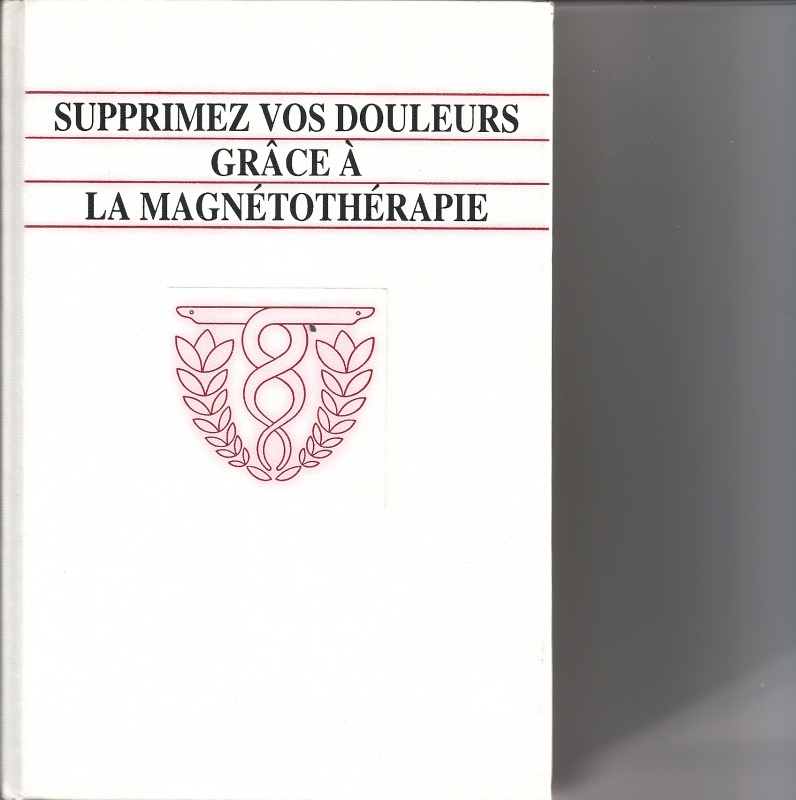 SUPPRIMEZ VOS DOULEURS
GRÂCE À
LA MAGNÉTOTHÉRAPIE